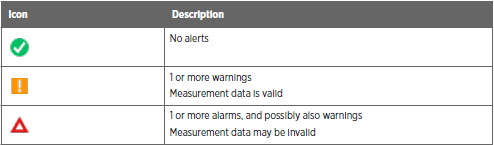 Icon Description
No alerts
1 or more warnings
Measurement data is valid
1 or more alarms, and possibly also warnings
Measurement data may be invalid